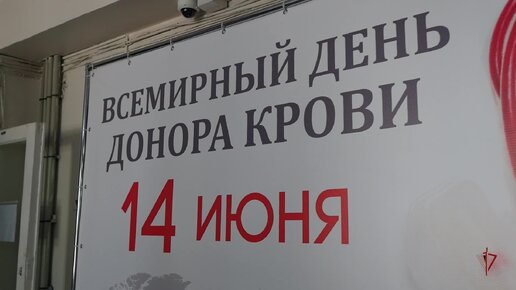 ВСЕМИРНЫЙ ДЕНЬ
ДОНОРА КРОВИ
14 ИЮНЯ